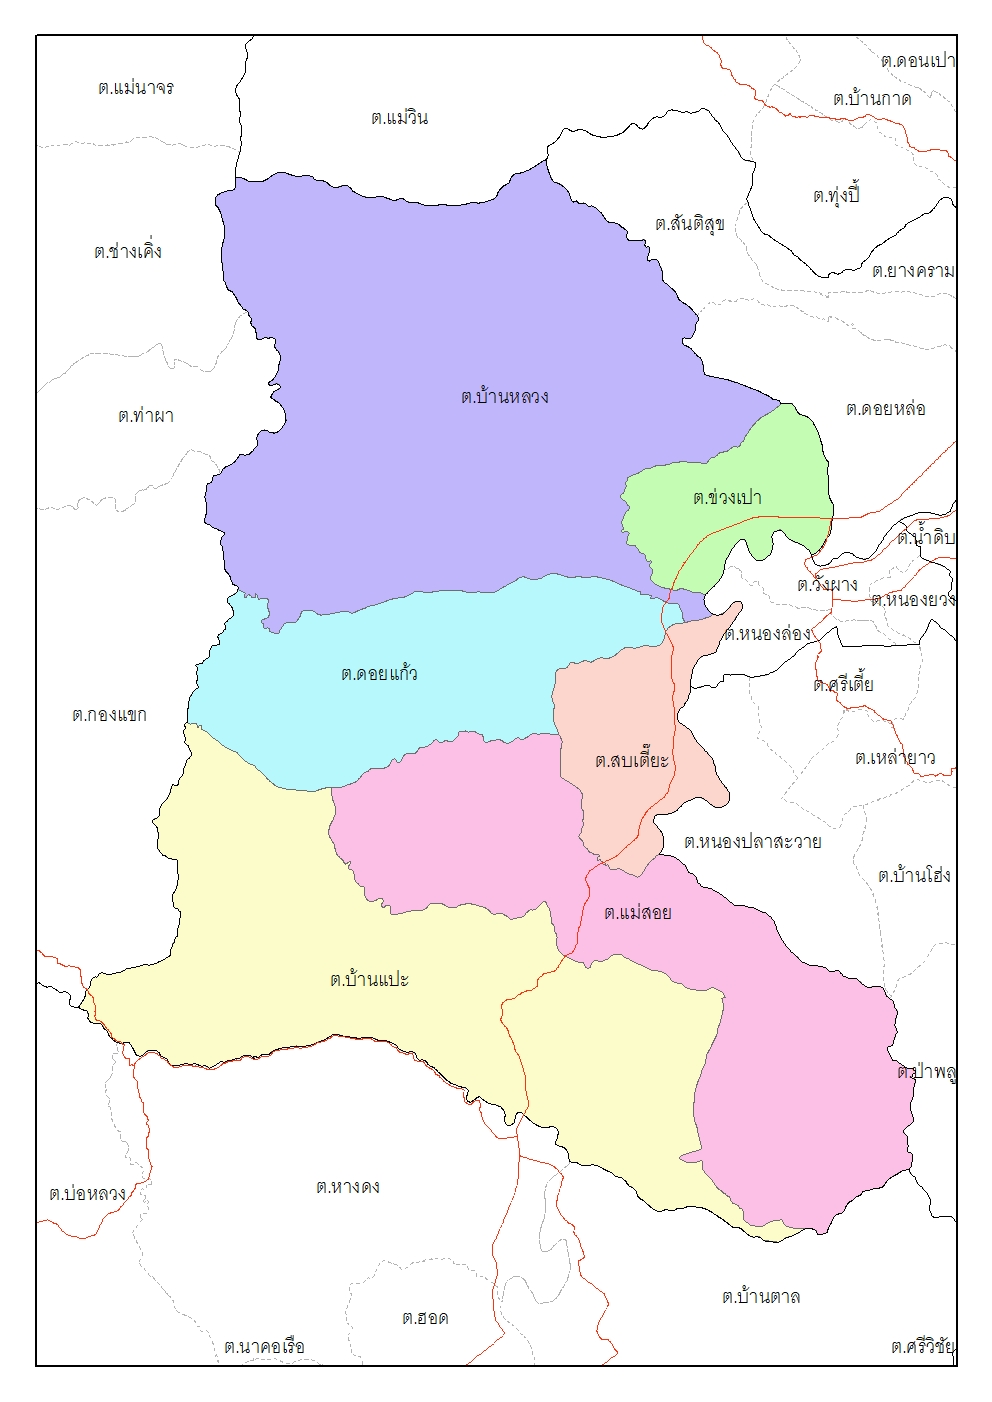 ต.ดอนเปา
ต.แม่นาจร
ต.บ้านกาด
ต.แม่วิน
ต.ทุ่งปี้
ต.สันติสุข
ต.ช่างเคิ่ง
ต.ยางคราม
ต.บ้านหลวง
ต.ดอยหล่อ
ต.ท่าผา
ต.ข่วงเปา
ต.น้ำดิบ
ต.วังผาง
ต.หนองยวง
ต.หนองล่อง
ต.ดอยแก้ว
ต.ศรีเตี้ย
ต.กองแขก
ต.เหล่ายาว
ต.สบเตี๊ยะ
ต.หนองปลาสะวาย
ต.บ้านโฮ่ง
ต.แม่สอย
ต.บ้านแปะ
ต.ป่าพลู
ต.หางดง
ต.บ่อหลวง
ต.บ้านตาล
ต.ฮอด
ต.นาคอเรือ
ต.ศรีวิชัย